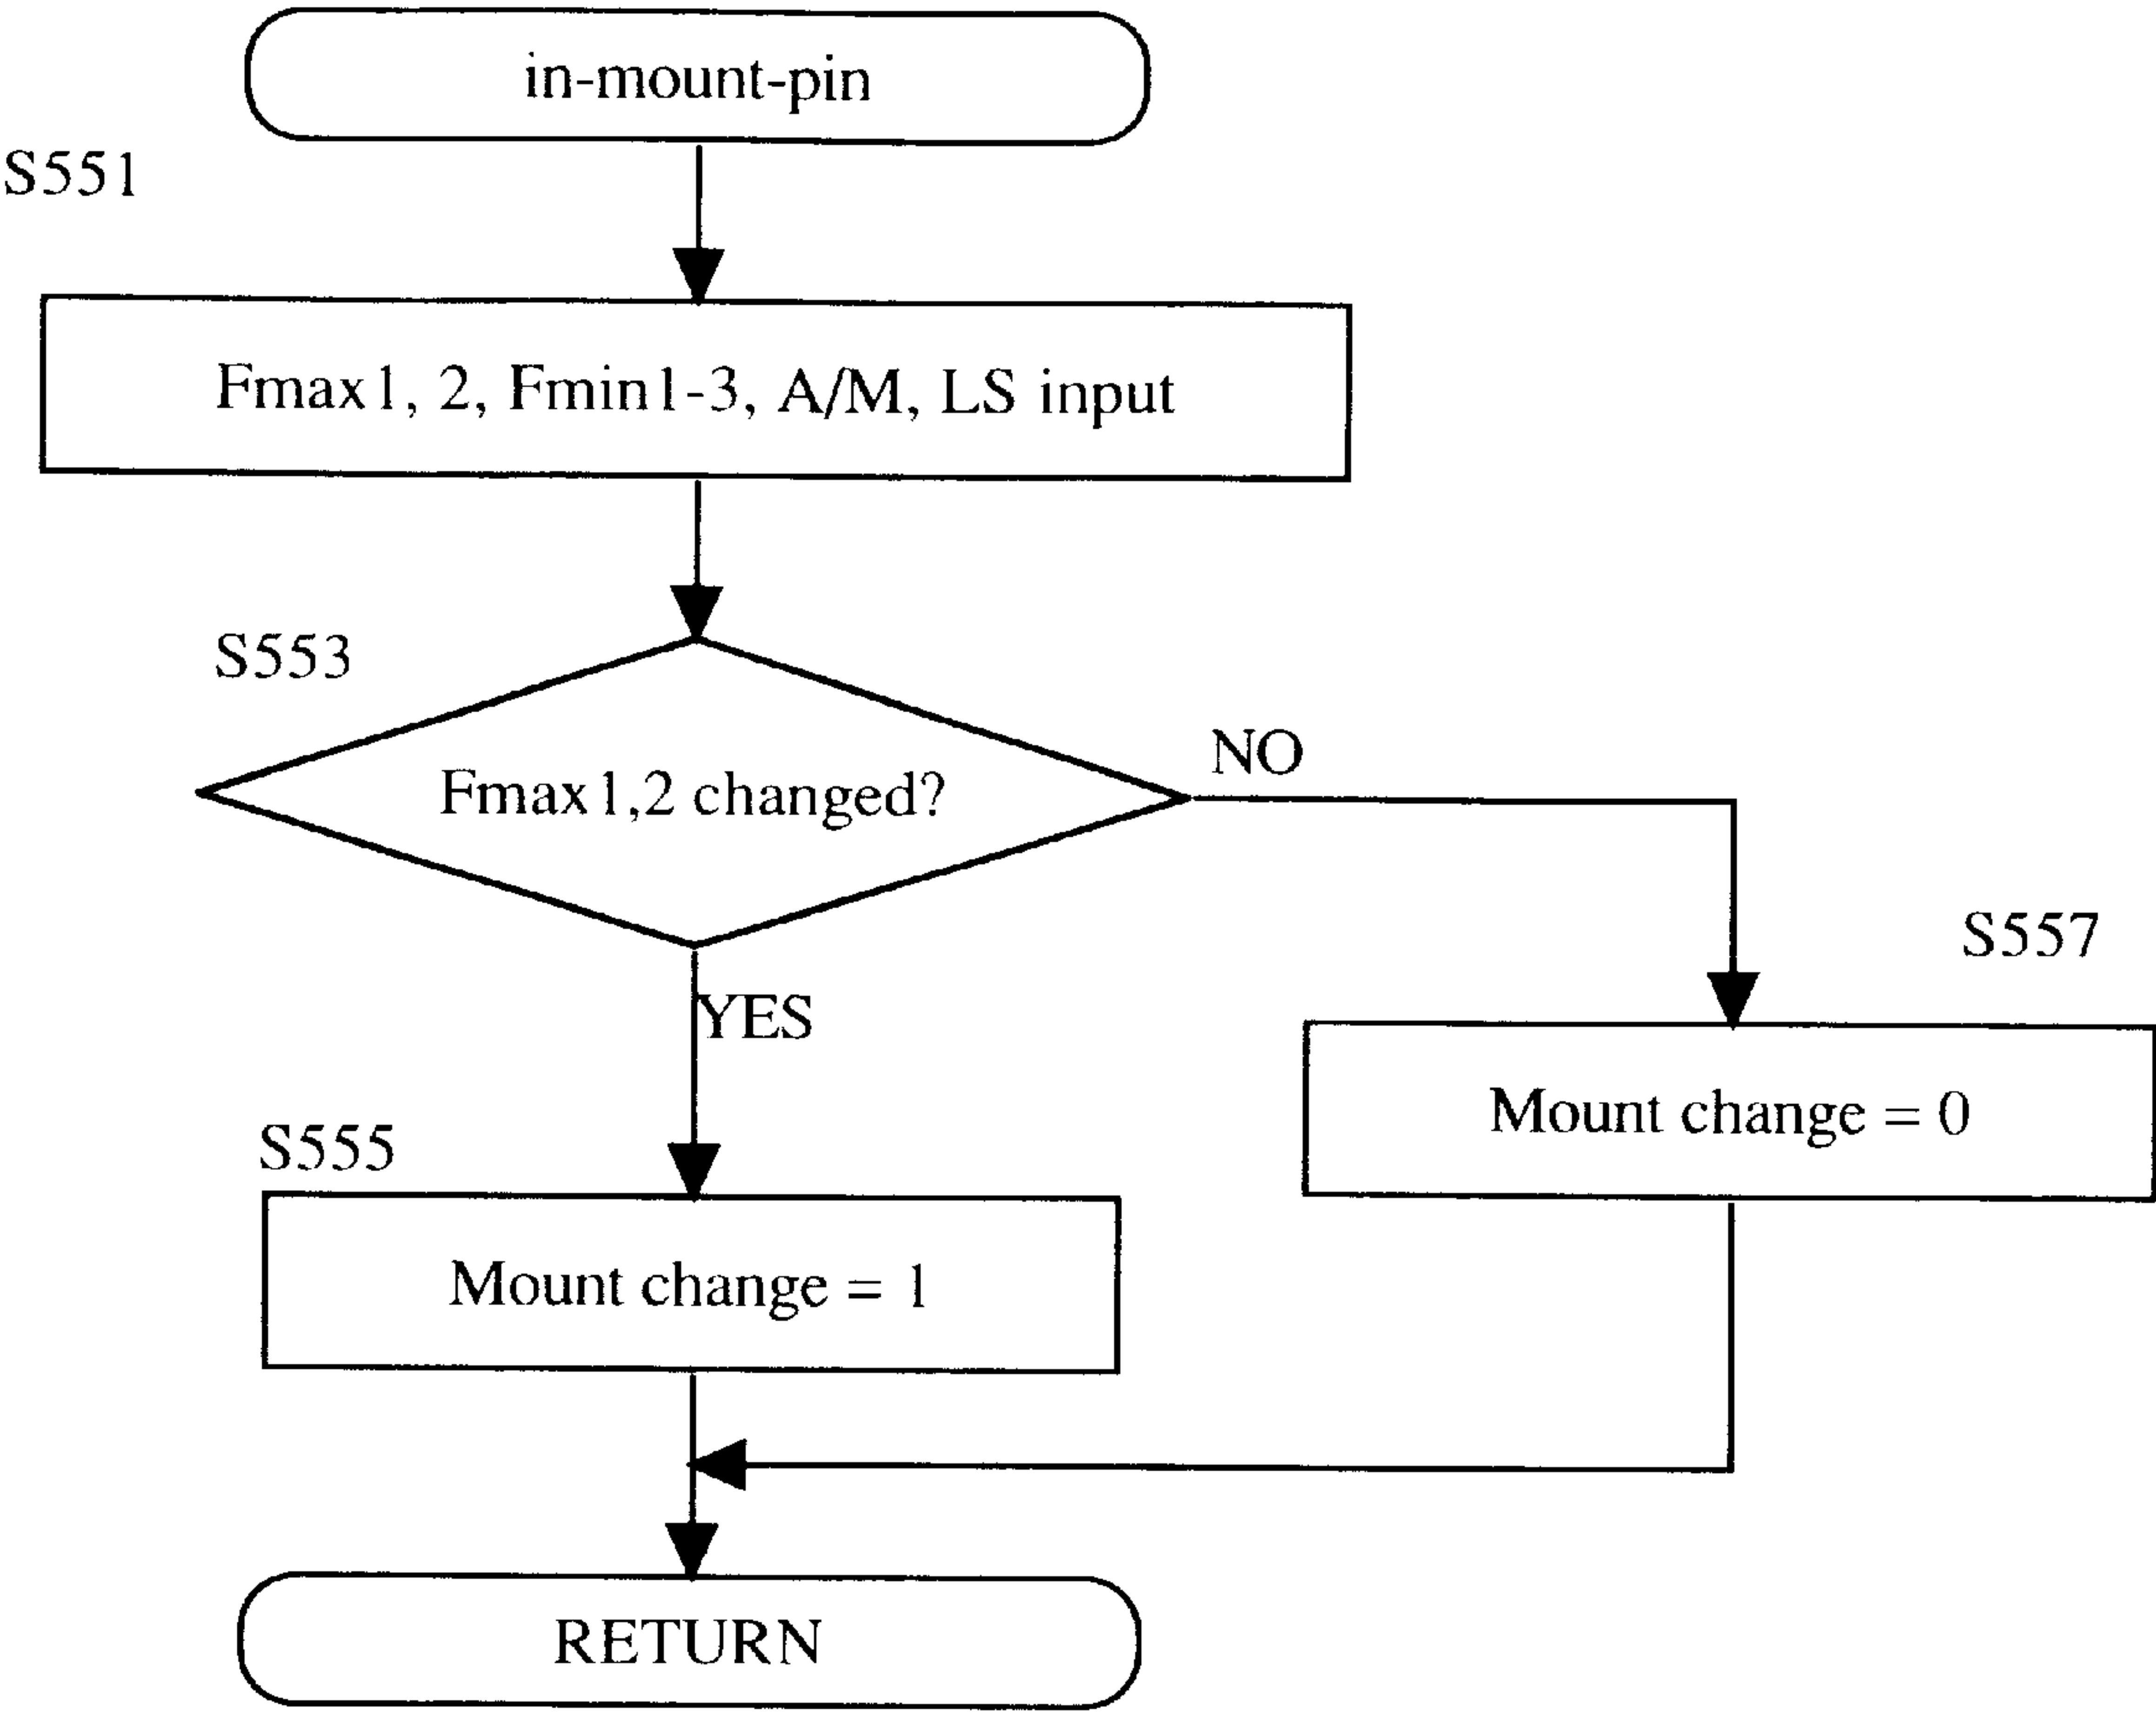 in-mount-pin
S551
Fmax1, 2, Fmin1-3, A/M, LS input
S553
Fmax1,2 changed?
NO
YES
S557
Mount change = 0
S555
Mount change = 1
RETURN